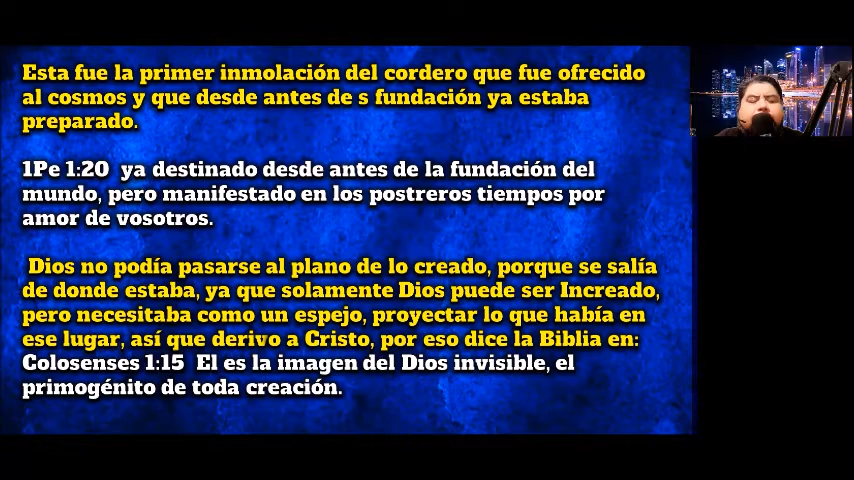 Esta fue la primer inmolación del cordero que fue ofrecido
al cosmos y que desde antes de s fundación ya estaba
preparado.
1Pe 1:20 ya destinado desde antes de la fundación del
mundo, pero manifestado en los postreros tiempos por
amor de vosotros.
Dios no podía pasarse al plano de lo creado, porque se salía
de donde estaba, ya que solamente Dios puede ser Increado,
pero necesitaba como un espejo, proyectar lo que había en
ese lugar, así que derivo a Cristo, por eso dice la Biblia en:
Colosenses 1:15 El es la imagen del Dios invisible, el
primogénito de toda creación.